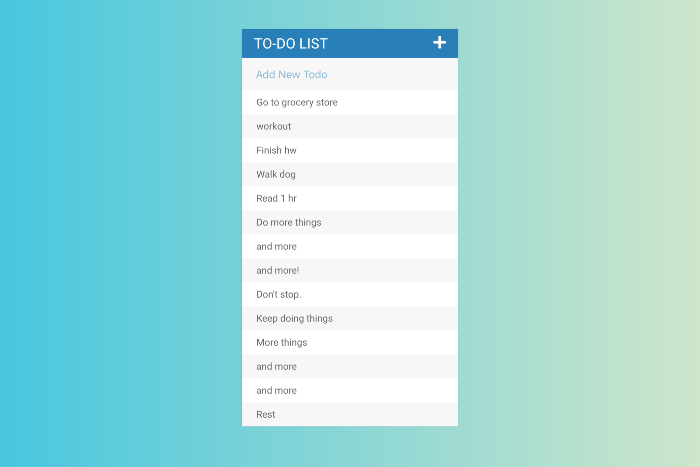 TO-DO LIST
Add New Todo
Go to grocery store
workout
Finish hw
Walk dog
Read 1 hr
Do more things
and more
and more!
Don't stop.
Keep doing things
More things
and more
and more
Rest